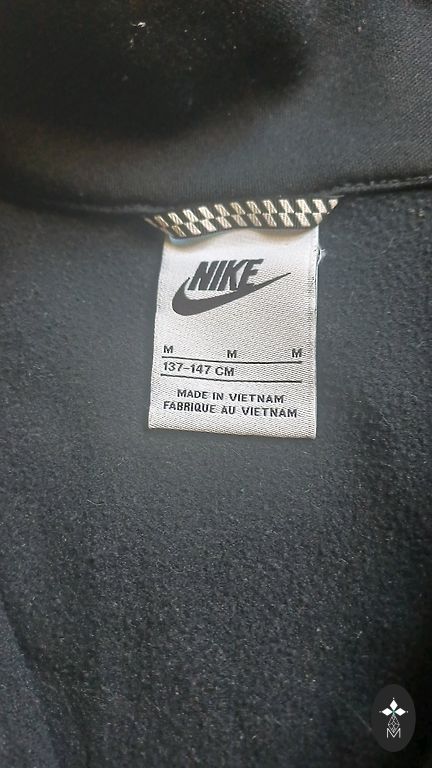 NIKE
M M M
137-147 CM
MADE IN VIETNAM
FABRIQUE AU VIETNAM
M